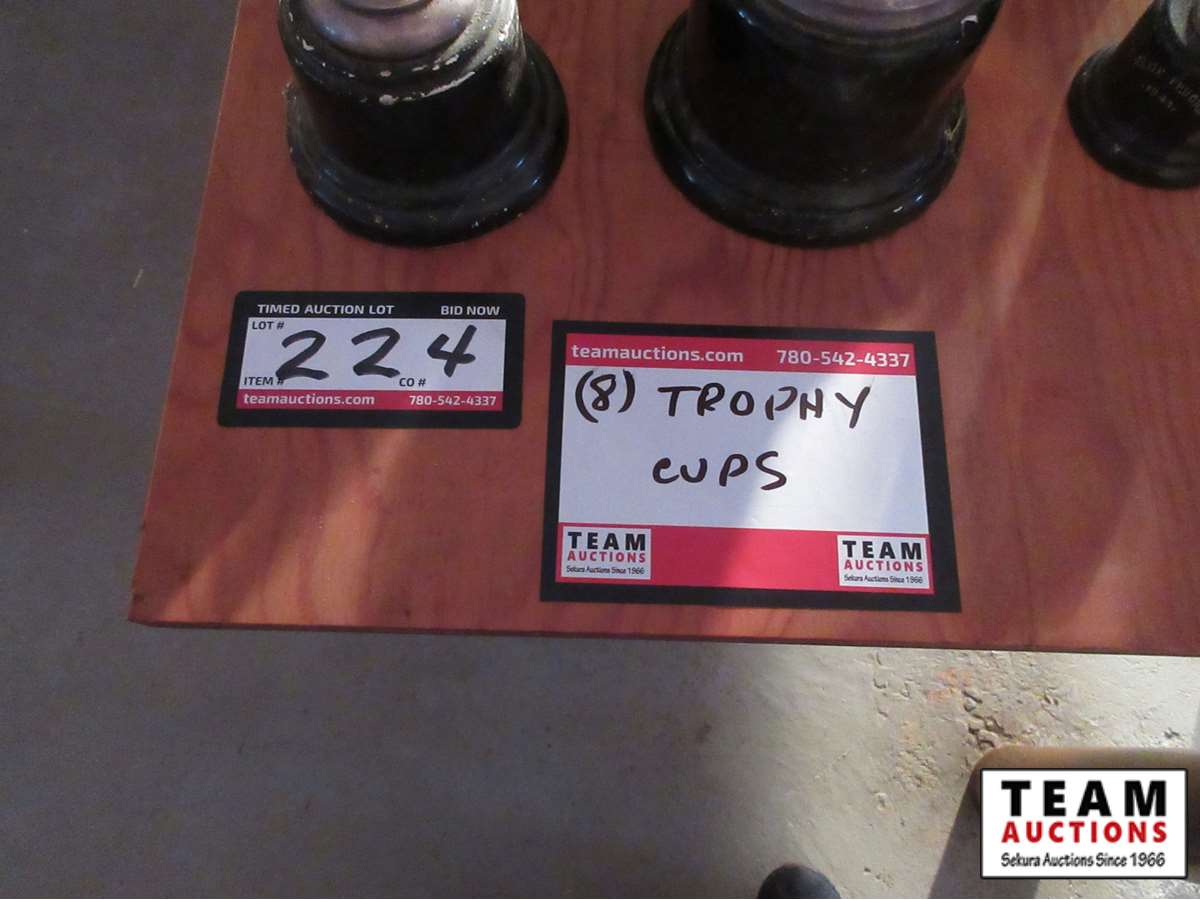 TIMED AUCTION LOT BID NOW
LOT #
224
ITEM # CO #
teamauctions.com 780-542-4337
teamauctions.com 780-542-4337
(8) TROPHY
CUPS
TEAM
AUCTIONS
Sekura Auctions Since 1966
TEAM
AUCTIONS
Sekura Auctions Since 1966
TEAM
AUCTIONS
Sekura Auctions Since 1966